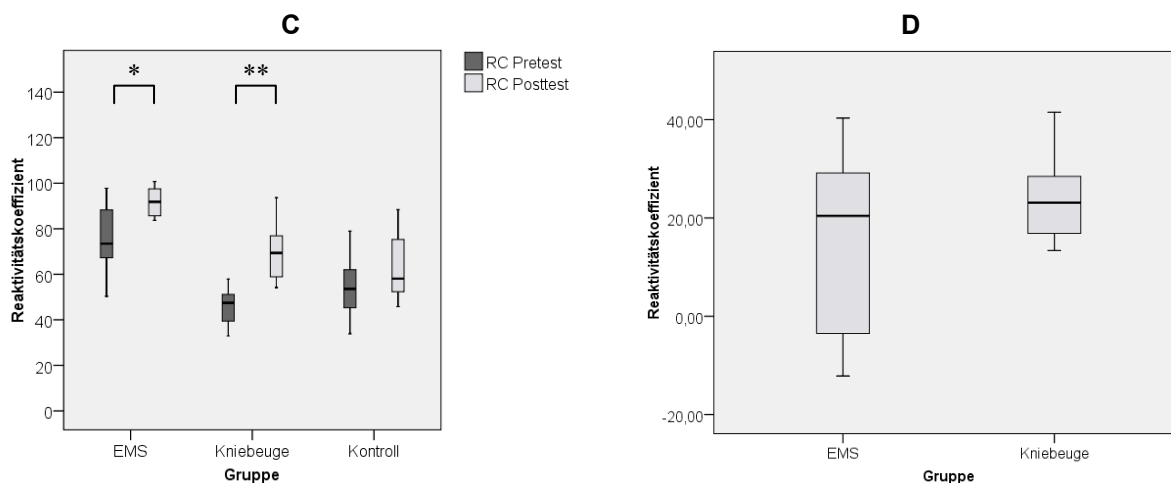 C
RC Pretest
RC Posttest
*
**
140
120
100
80
60
40
20
0
Reaktivitätskoeffizient
EMS
Kniebeuge
Kontroll
Gruppe
D
40,00
20,00
0,00
-20,00
Reaktivitätskoeffizient
EMS
Kniebeuge
Gruppe